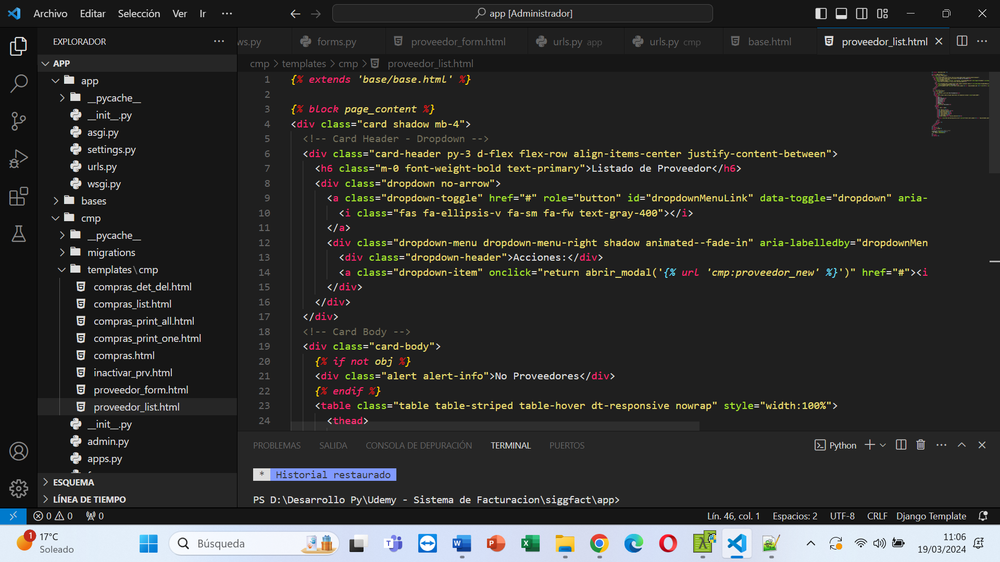 Archivo Editar Selección Ver Ir ···
app [Administrador]
EXPLORADOR ···
ws.py forms.py proveedor_form.html urls.py app urls.py cmp base.html proveedor_list.html
cmp > templates > cmp > proveedor_list.html
APP
app
__pycache__
__init__.py
asgi.py
settings.py
urls.py
wsgi.py
bases
cmp
__pycache__
migrations
templates\cmp
compras_det_del.html
compras_list.html
compras_print_all.html
compras_print_one.html
compras.html
inactivar_prv.html
proveedor_form.html
proveedor_list.html
__init__.py
admin.py
apps.py
ESQUEMA
LÍNEA DE TIEMPO
1 {% extends 'base/base.html' %}
2
3 {% block page_content %}
4 <div class="card shadow mb-4">
5 <!-- Card Header - Dropdown -->
6 <div class="card-header py-3 d-flex flex-row align-items-center justify-content-between">
7 <h6 class="m-0 font-weight-bold text-primary">Listado de Proveedor</h6>
8 <div class="dropdown no-arrow">
9 <a class="dropdown-toggle" href="#" role="button" id="dropdownMenuLink" data-toggle="dropdown" aria-
10 <i class="fas fa-ellipsis-v fa-sm fa-fw text-gray-400"></i>
11 </a>
12 <div class="dropdown-menu dropdown-menu-right shadow animated--fade-in" aria-labelledby="dropdownMen
13 <div class="dropdown-header">Acciones:</div>
14 <a class="dropdown-item" onclick="return abrir_modal('{% url 'cmp:proveedor_new' %}')" href="#"><i
15 </div>
16 </div>
17 </div>
18 <!-- Card Body -->
19 <div class="card-body">
20 {% if not obj %}
21 <div class="alert alert-info">No Proveedores</div>
22 {% endif %}
23 <table class="table table-striped table-hover dt-responsive nowrap" style="width:100%">
24 <thead>
PROBLEMAS SALIDA CONSOLA DE DEPURACIÓN TERMINAL PUERTOS
Python
* Historial restaurado
PS D:\Desarrollo Py\Udemy - Sistema de Facturacion\siggfact\app>
0 0 0
Lín. 46, col. 1 Espacios: 2 UTF-8 CRLF Django Template
1 17°C
Soleado
Búsqueda
11:06
19/03/2024